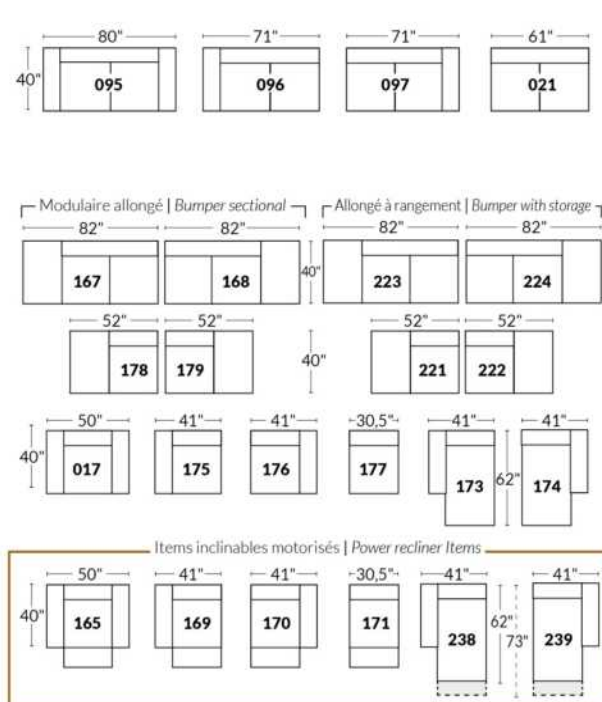 80" 71" 71" 61"
40" 095 096 097 021
Modulaire allongé | Bumper sectional Allongé à rangement | Bumper with storage
82" 82" 82" 82"
167 168 40" 223 224
52" 52" 52" 52"
178 179 40" 221 222
50" 41" 41" 30,5" 41" 41"
40" 017 175 176 177 173 62" 174
Items inclinables motorisés | Power recliner Items
50" 41" 41" 30,5" 41" 41"
40" 165 169 170 171 238 62" 73" 239